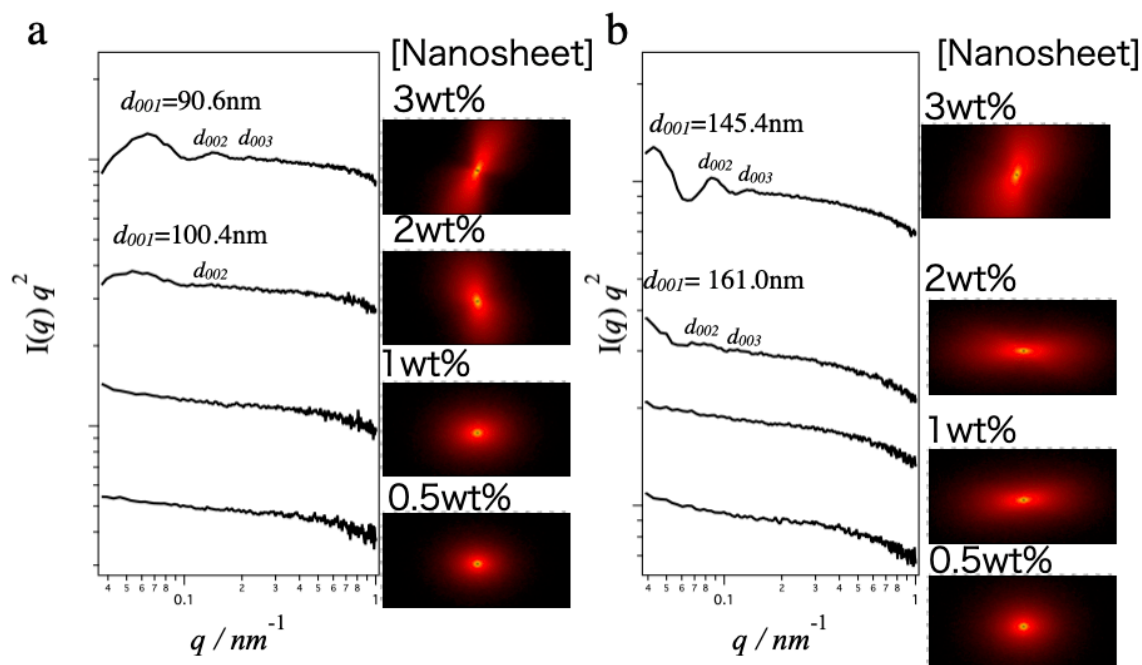 a
[Nanosheet]
d001=90.6nm
3wt%
d002 d003
d001=100.4nm
2wt%
d002
1wt%
0.5wt%
I(q) q^2
4 5 6 7 8 0.1 2 3 4 5 6 7 8 1
q / nm^-1
b
[Nanosheet]
d001=145.4nm
3wt%
d002
d003
d001= 161.0nm
2wt%
d002
d003
1wt%
0.5wt%
I(q) q^2
4 5 6 7 8 0.1 2 3 4 5 6 7 8 1
q / nm^-1